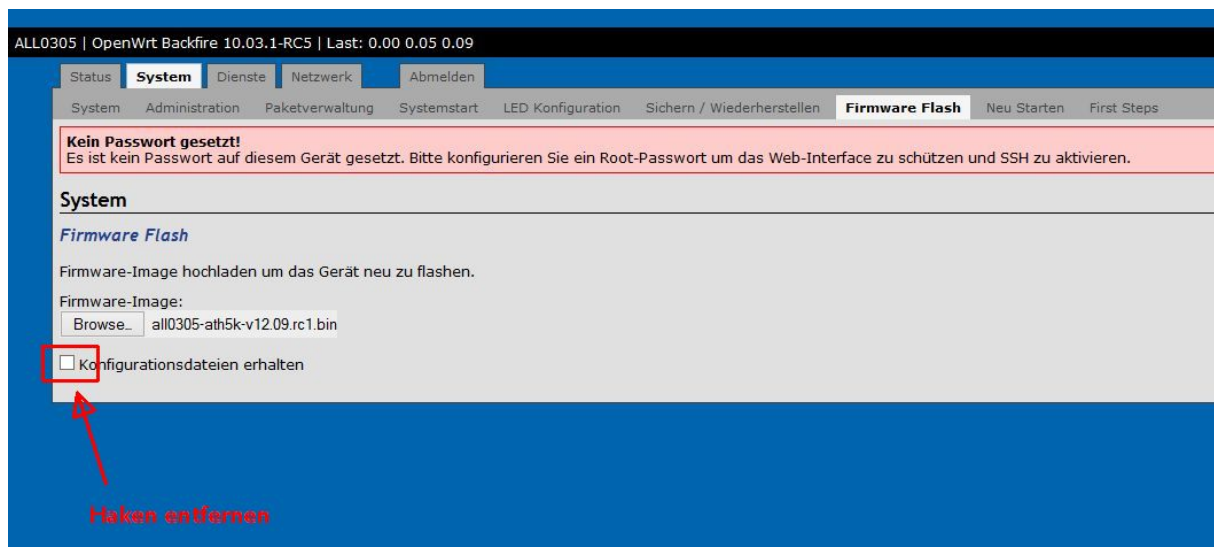 ALL0305 | OpenWrt Backfire 10.03.1-RC5 | Last: 0.00 0.05 0.09
Status System Dienste Netzwerk Abmelden
System Administration Paketverwaltung Systemstart LED Konfiguration Sichern / Wiederherstellen Firmware Flash Neu Starten First Steps
Kein Passwort gesetzt!
Es ist kein Passwort auf diesem Gerät gesetzt. Bitte konfigurieren Sie ein Root-Passwort um das Web-Interface zu schützen und SSH zu aktivieren.
System
Firmware Flash
Firmware-Image hochladen um das Gerät neu zu flashen.
Firmware-Image:
Browse… all0305-ath5k-v12.09.rc1.bin
Konfigurationsdateien erhalten
Haken entfernen